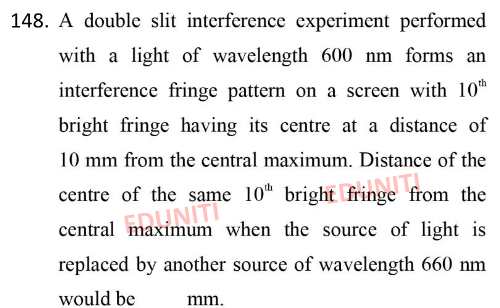 148. A double slit interference experiment performed
with a light of wavelength 600 nm forms an
interference fringe pattern on a screen with 10th
bright fringe having its centre at a distance of
10 mm from the central maximum. Distance of the
centre of the same 10th bright fringe from the
central maximum when the source of light is
replaced by another source of wavelength 660 nm
would be mm.
EDUNITI
EDUNITI